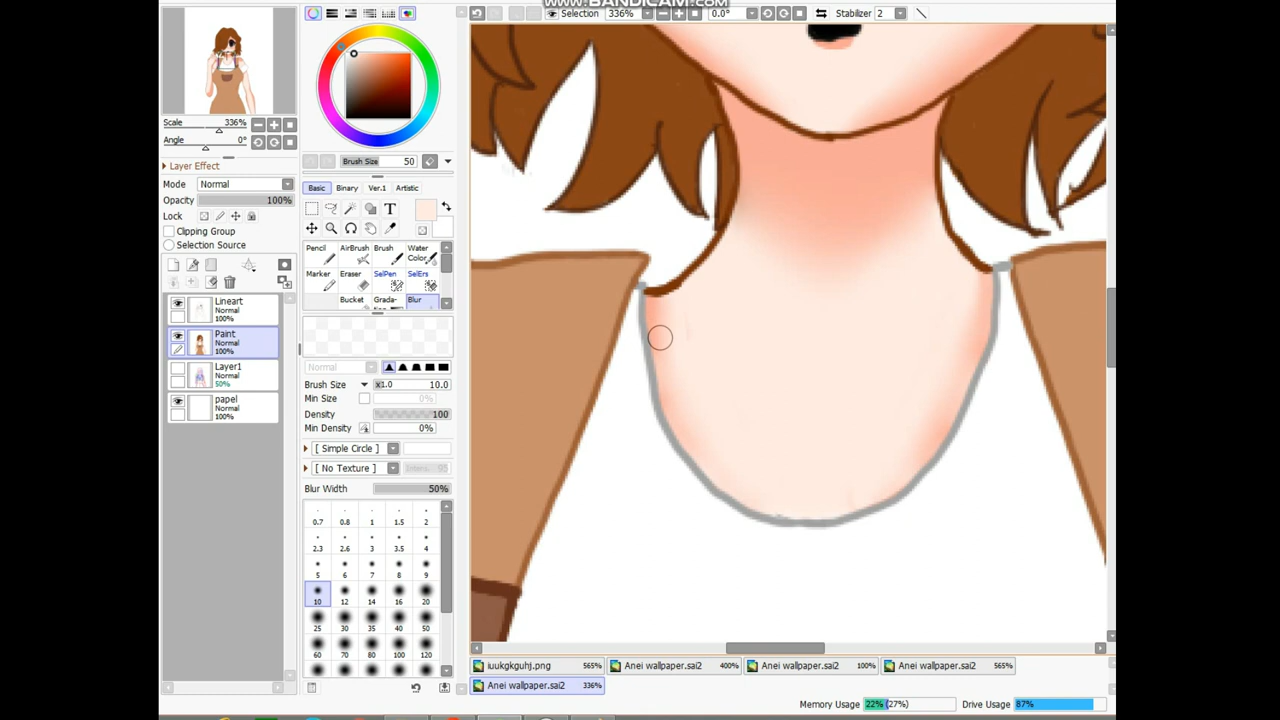 WWW.BANDICAM.COM
Selection 336% 0.0° Stabilizer 2
Scale 336%
Angle 0°
Layer Effect
Mode Normal
Opacity 100%
Lock
Clipping Group
Selection Source
Lineart
Normal
100%
Paint
Normal
100%
Layer1
Normal
50%
papel
Normal
100%
Brush Size 50
Basic Binary Ver.1 Artistic
T
Pencil AirBrush Brush Water
Color
Marker Eraser SelPen SelErs
Bucket Grada- Blur
Normal
Brush Size x1.0 10.0
Min Size 0%
Density 100
Min Density 0%
[ Simple Circle ]
[ No Texture ] 95
Blur Width 50%
0.7 0.8 1 1.5 2
2.3 2.6 3 3.5 4
5 6 7 8 9
10 12 14 16 20
25 30 35 40 50
60 70 80 100 120
iuukgkguhj.png 565% Anei wallpaper.sai2 400% Anei wallpaper.sai2 100% Anei wallpaper.sai2 565%
Anei wallpaper.sai2 336%
Memory Usage 22% (27%) Drive Usage 87%